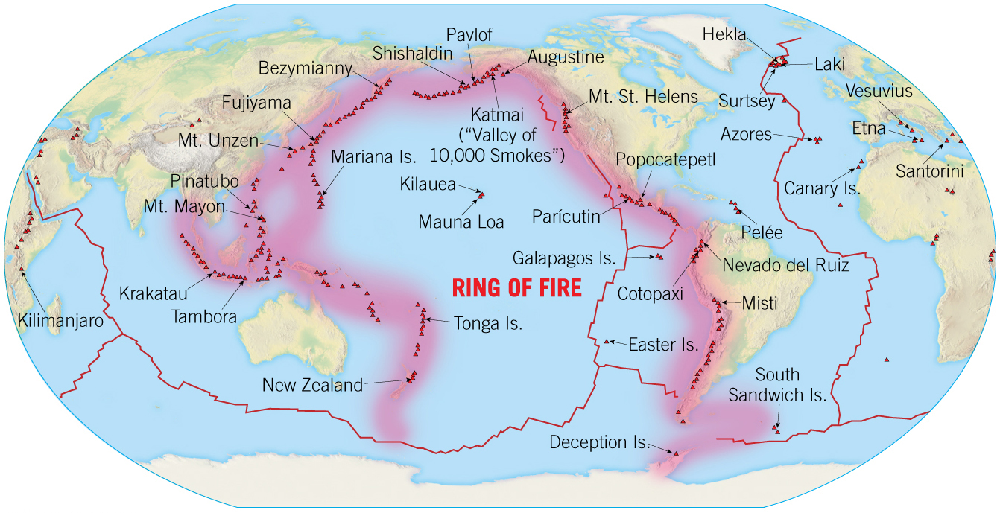 Hekla
Pavlof
Shishaldin
Augustine
Laki
Bezymianny
Vesuvius
Mt. St. Helens
Surtsey
Fujiyama
Katmai
("Valley of
10,000 Smokes")
Etna
Azores
Mt. Unzen
Mariana Is.
Popocatepetl
Santorini
Pinatubo
Kilauea
Canary Is.
Mt. Mayon
Mauna Loa
Parícutin
Pelée
Galapagos Is.
Nevado del Ruiz
RING OF FIRE
Krakatau
Cotopaxi
Misti
Tambora
Kilimanjaro
Tonga Is.
Easter Is.
South
Sandwich Is.
New Zealand
Deception Is.